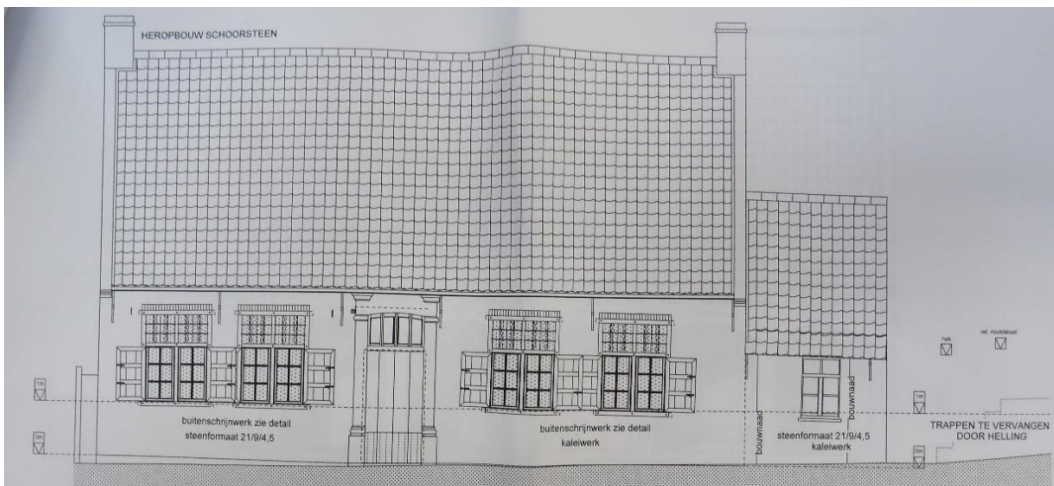 HEROPBOUW SCHOORSTEEN
buitenschrijnwerk zie detail
steenformaat 21/9/4,5
buitenschrijnwerk zie detail
kaleiwerk
bouwnaad
steenformaat 21/9/4,5
kaleiwerk
bouwnaad
TRAPPEN TE VERVANGEN
DOOR HELLING